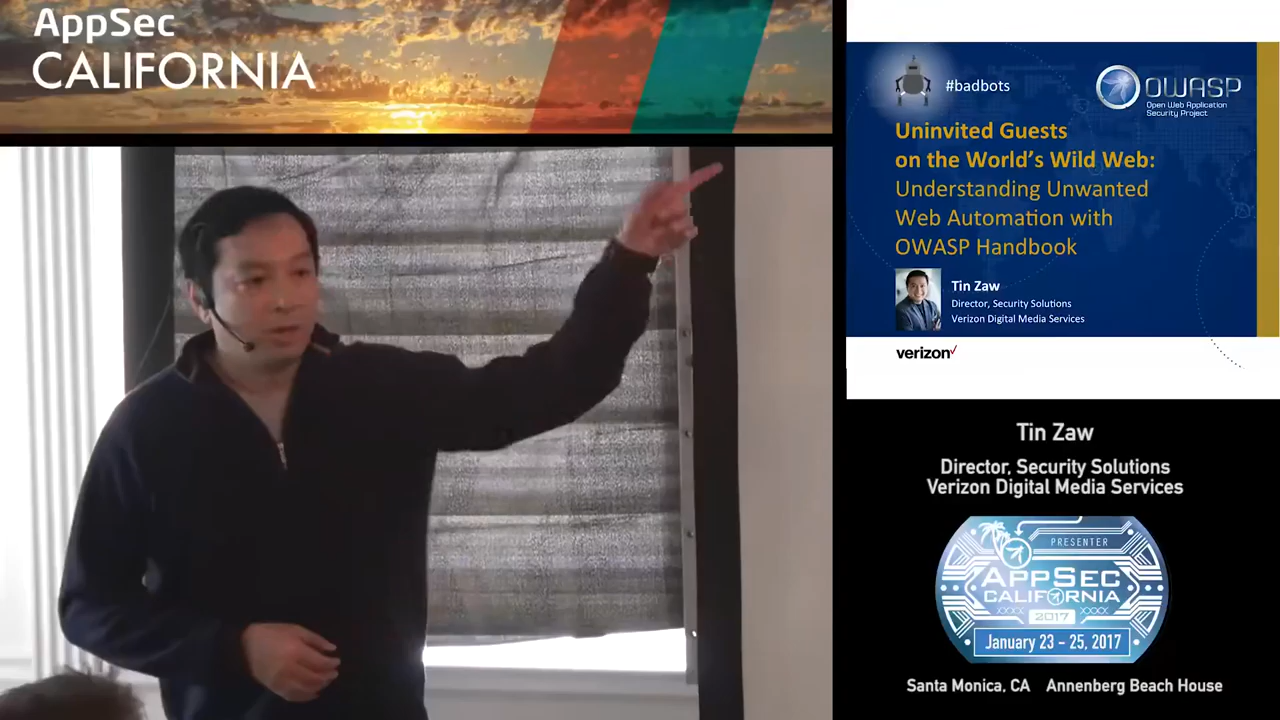 AppSec
CALIFORNIA
#badbots
OWASP
Open Web Application
Security Project
Uninvited Guests
on the World's Wild Web:
Understanding Unwanted
Web Automation with
OWASP Handbook
Tin Zaw
Director, Security Solutions
Verizon Digital Media Services
verizon✓
Tin Zaw
Director, Security Solutions
Verizon Digital Media Services
PRESENTER
APPSEC
CALIFORNIA
XXXX 2017 XXXX
January 23 - 25, 2017
Santa Monica, CA Annenberg Beach House